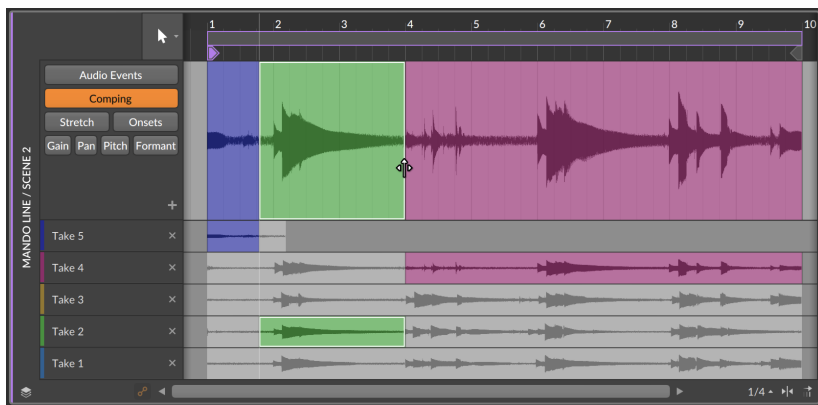 1 2 3 4 5 6 7 8 9 10
MANDO LINE / SCENE 2
Audio Events
Comping
Stretch Onsets
Gain Pan Pitch Formant
+
Take 5 ×
Take 4 ×
Take 3 ×
Take 2 ×
Take 1 ×
1/4